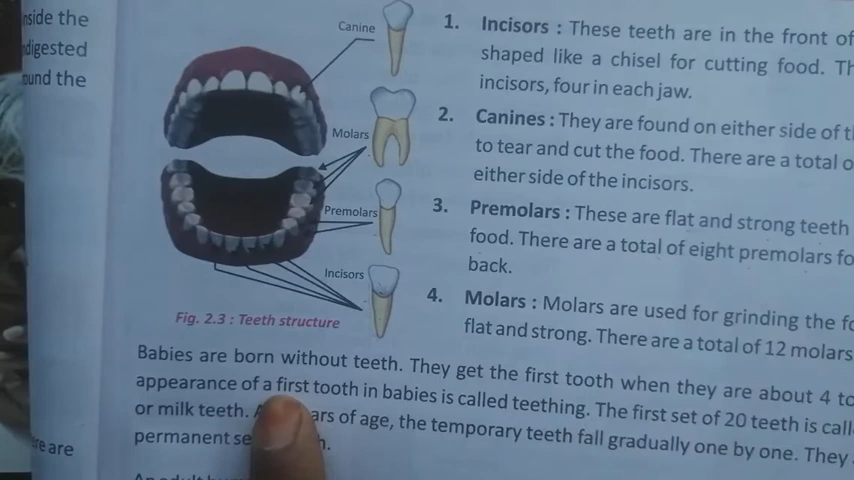 nside the
digested
ound the
Canine
Molars
Premolars
Incisors
Fig. 2.3 : Teeth structure
1. Incisors : These teeth are in the front of
shaped like a chisel for cutting food. Th
incisors, four in each jaw.
2. Canines : They are found on either side of t
to tear and cut the food. There are a total o
either side of the incisors.
3. Premolars : These are flat and strong teeth
food. There are a total of eight premolars fo
back.
4. Molars : Molars are used for grinding the fo
flat and strong. There are a total of 12 molars
Babies are born without teeth. They get the first tooth when they are about 4 to
appearance of a first tooth in babies is called teething. The first set of 20 teeth is call
or milk teeth. ars of age, the temporary teeth fall gradually one by one. They
permanent se h.
ere are